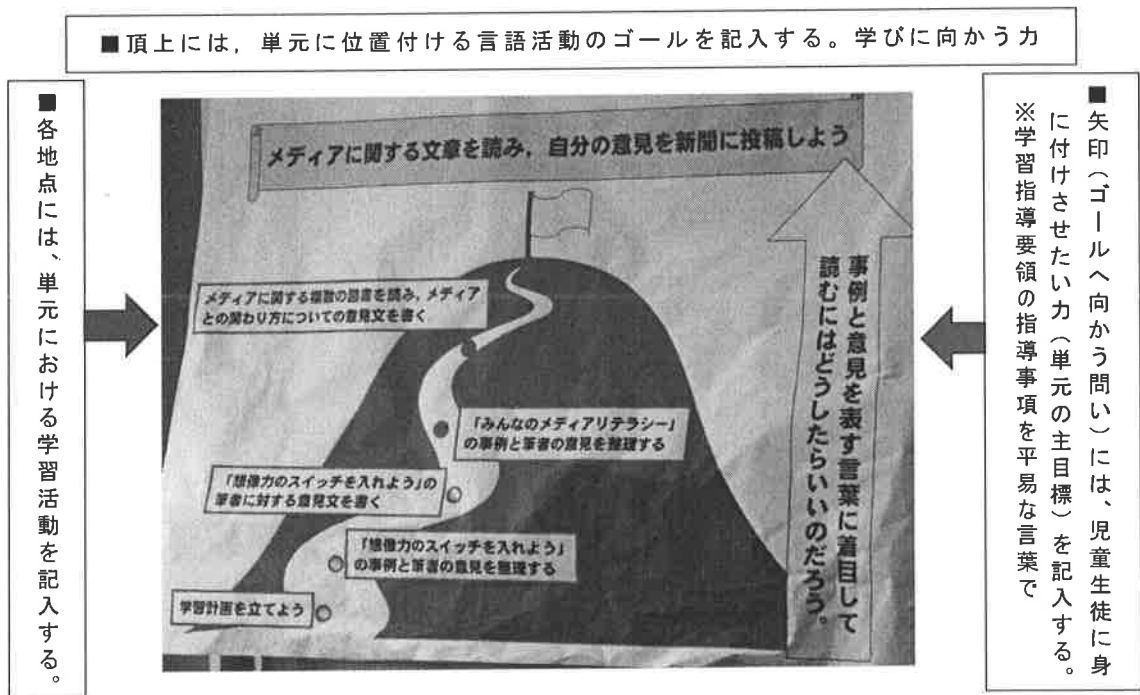 ■頂上には，単元に位置付ける言語活動のゴールを記入する。学びに向かう力
■矢印（ゴールへ向かう問い）には、児童生徒に身
に付けさせたい力（単元の主目標）を記入する。
※学習指導要領の指導事項を平易な言葉で
■各地点には、単元における学習活動を記入する。
メディアに関する文章を読み，自分の意見を新聞に投稿しよう
事例と意見を表す言葉に着目して
読むにはどうしたらいいのだろう。
メディアに関する複数の図書を読み，メディア
との関わり方についての意見文を書く
「みんなのメディアリテラシー」
の事例と筆者の意見を整理する
「想像力のスイッチを入れよう」の
筆者に対する意見文を書く
「想像力のスイッチを入れよう」
の事例と筆者の意見を整理する
学習計画を立てよう